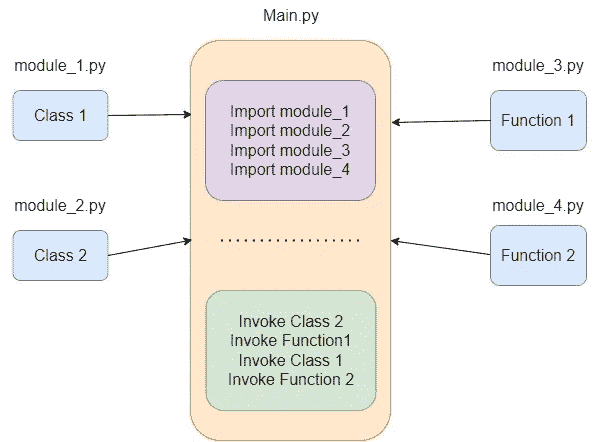 Main.py
module_1.py
Class 1
module_2.py
Class 2
Import module_1
Import module_2
Import module_3
Import module_4
Invoke Class 2
Invoke Function1
Invoke Class 1
Invoke Function 2
module_3.py
Function 1
module_4.py
Function 2